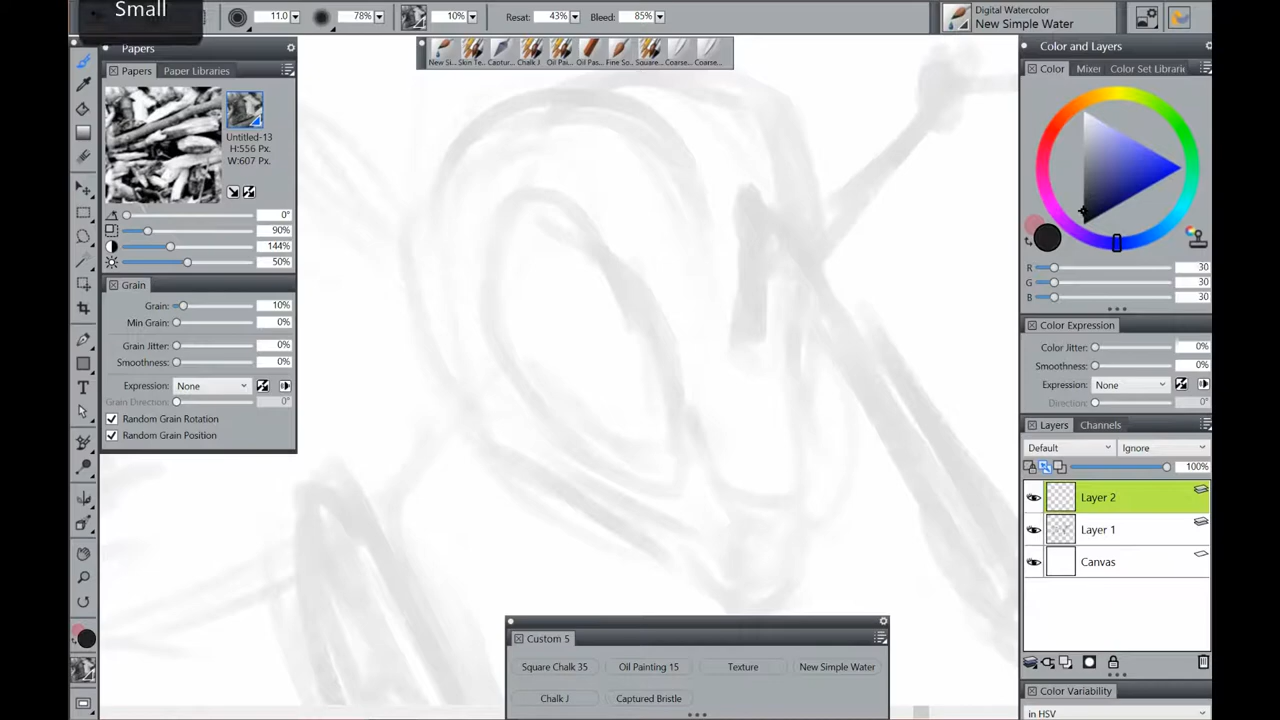 Small
11.0
78%
10%
Resat: 43%
Bleed: 85%
Digital Watercolor
New Simple Water
Papers
Papers
Paper Libraries
Untitled-13
H:556 Px.
W:607 Px.
0°
90%
144%
50%
Grain
Grain: 10%
Min Grain: 0%
Grain Jitter: 0%
Smoothness: 0%
Expression: None
Grain Direction: 0°
Random Grain Rotation
Random Grain Position
New Si...
Skin Te...
Captur...
Chalk J
Oil Pai...
Oil Pas...
Fine So...
Square...
Coarse...
Coarse...
Custom 5
Square Chalk 35
Oil Painting 15
Texture
New Simple Water
Chalk J
Captured Bristle
Color and Layers
Color
Mixer
Color Set Librarie
R 30
G 30
B 30
Color Expression
Color Jitter: 0%
Smoothness: 0%
Expression: None
Direction: 0°
Layers
Channels
Default
Ignore
100%
Layer 2
Layer 1
Canvas
Color Variability
in HSV